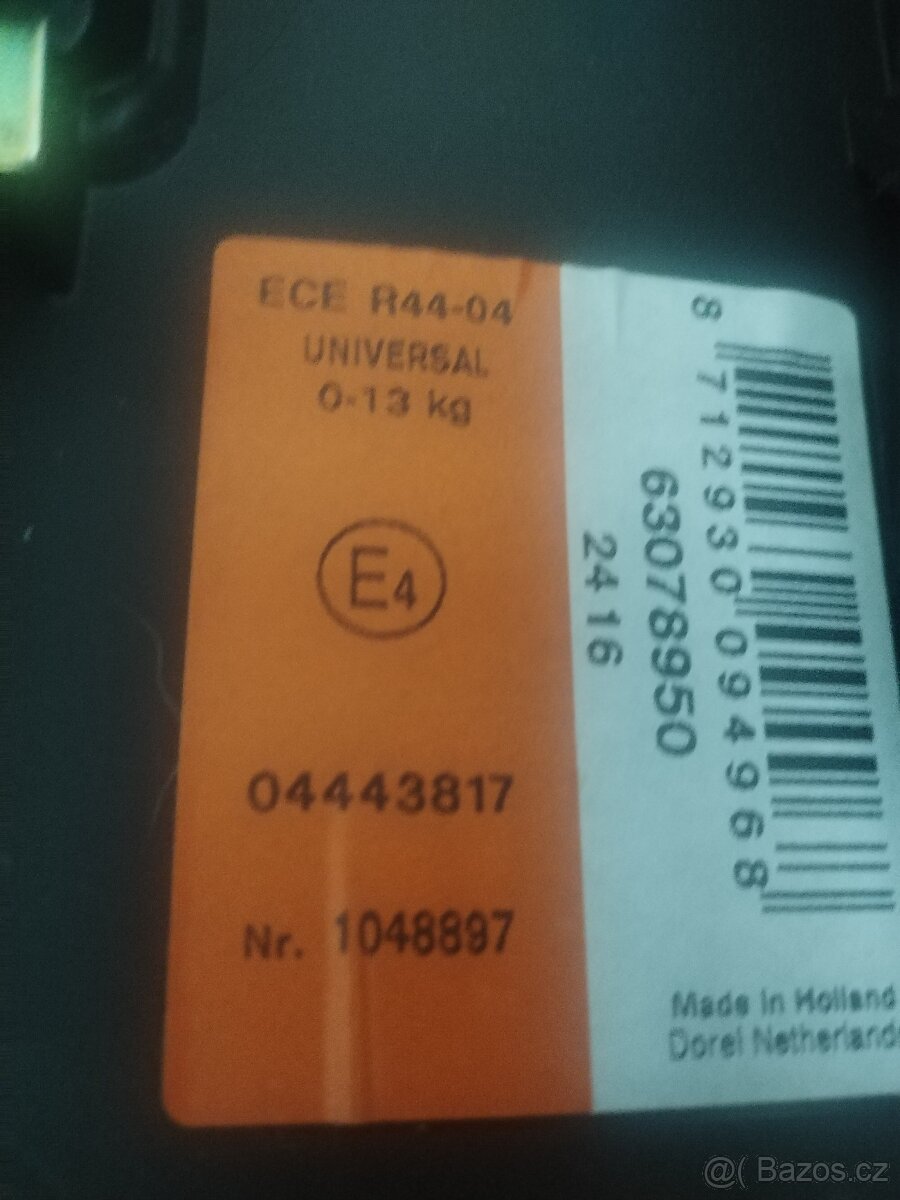 ECE R44-04
UNIVERSAL
0-13 kg
E4
04443817
Nr. 1048897
8 712930 094968
63078950
24 16
Made in Holland
Dorel Netherlands
@( Bazos.cz